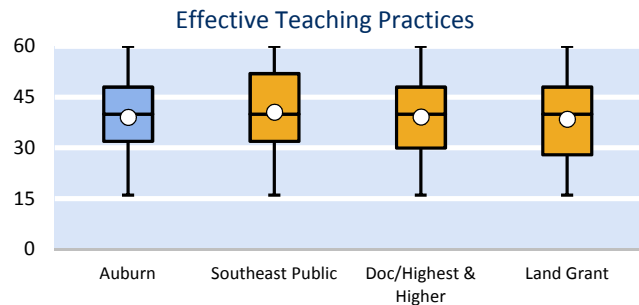 Effective Teaching Practices
60
45
30
15
0
Auburn
Southeast Public
Doc/Highest &
Higher
Land Grant